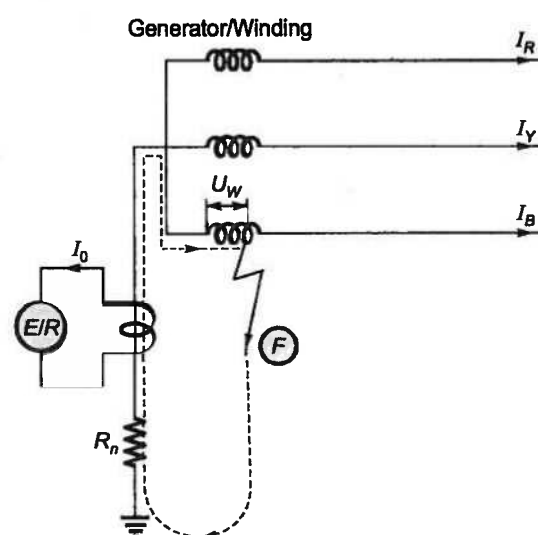 Generator/Winding
I_R
I_Y
U_W
I_B
I_0
E/R
F
R_n